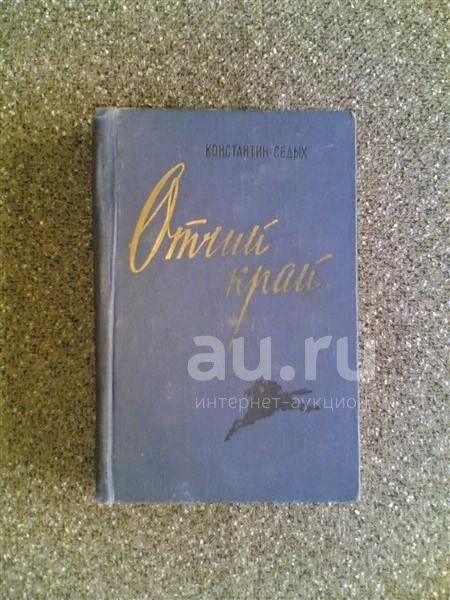 КОНСТАНТИН СЕДЫХ
Отчий
край
au.ru
интернет-аукцион